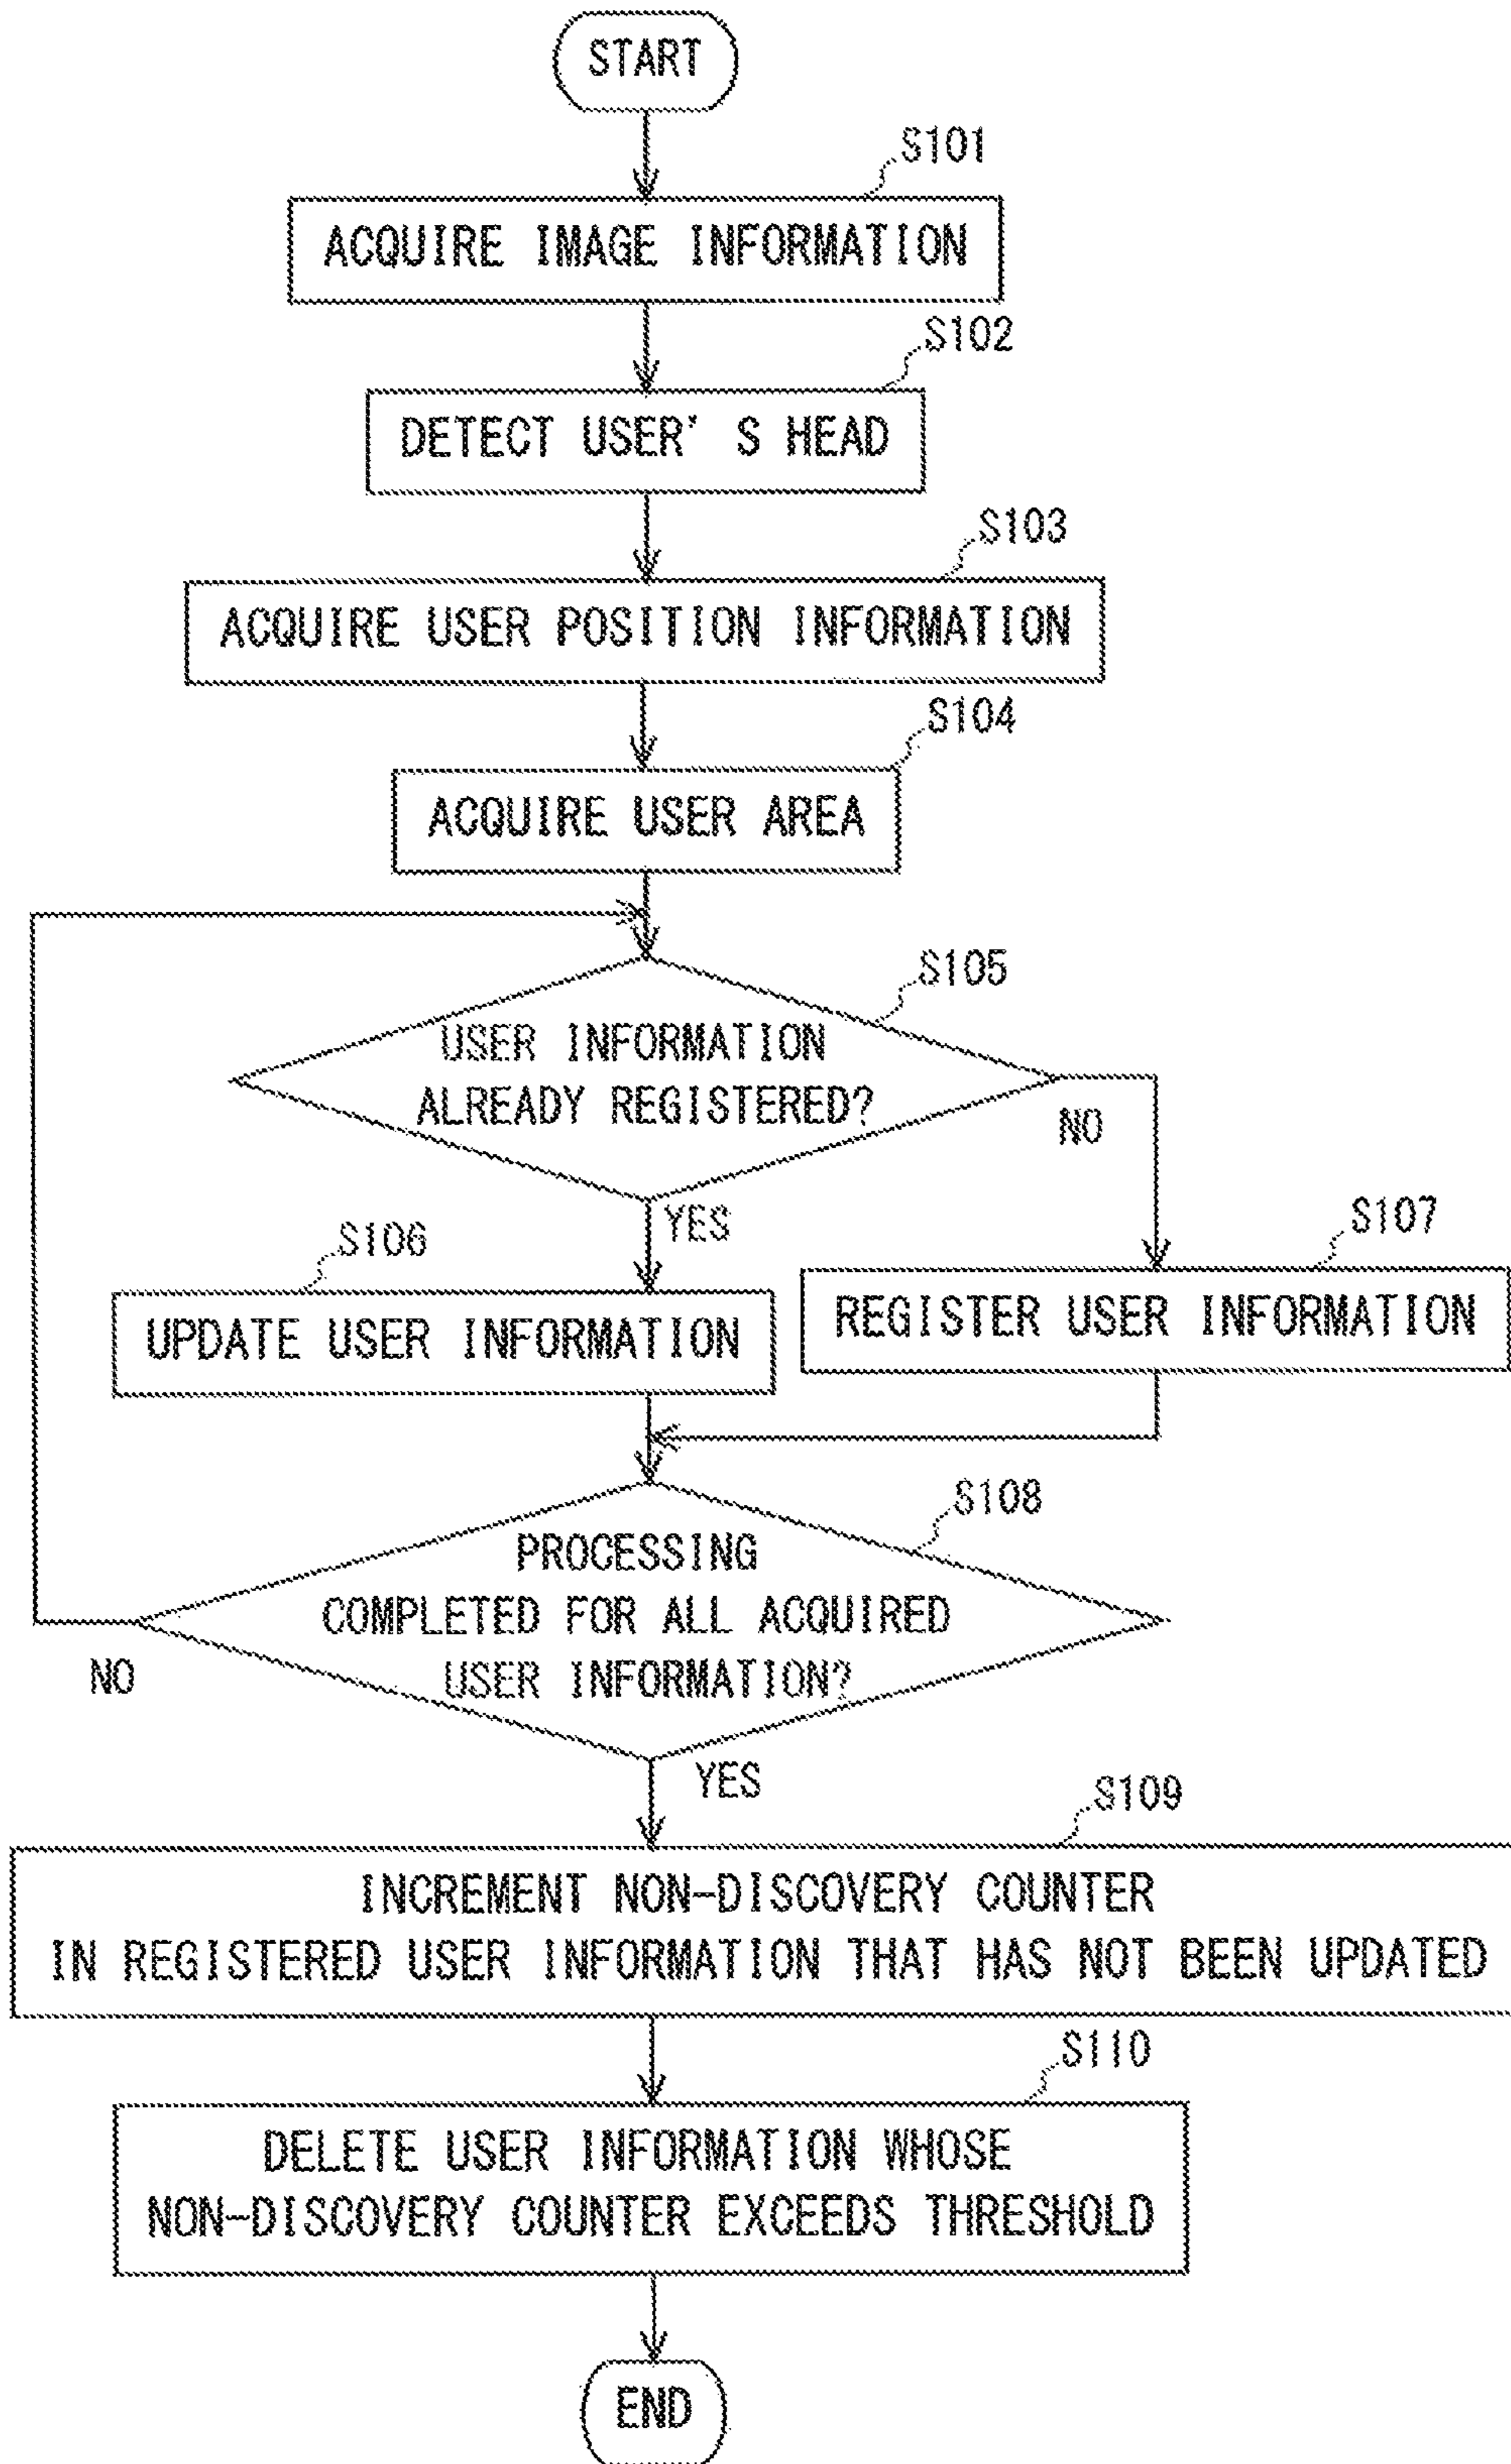 START
S101
ACQUIRE IMAGE INFORMATION
S102
DETECT USER'S HEAD
S103
ACQUIRE USER POSITION INFORMATION
S104
ACQUIRE USER AREA
S105
USER INFORMATION
ALREADY REGISTERED?
NO
YES
S106
UPDATE USER INFORMATION
S107
REGISTER USER INFORMATION
S108
PROCESSING
COMPLETED FOR ALL ACQUIRED
USER INFORMATION?
NO
YES
S109
INCREMENT NON-DISCOVERY COUNTER
IN REGISTERED USER INFORMATION THAT HAS NOT BEEN UPDATED
S110
DELETE USER INFORMATION WHOSE
NON-DISCOVERY COUNTER EXCEEDS THRESHOLD
END